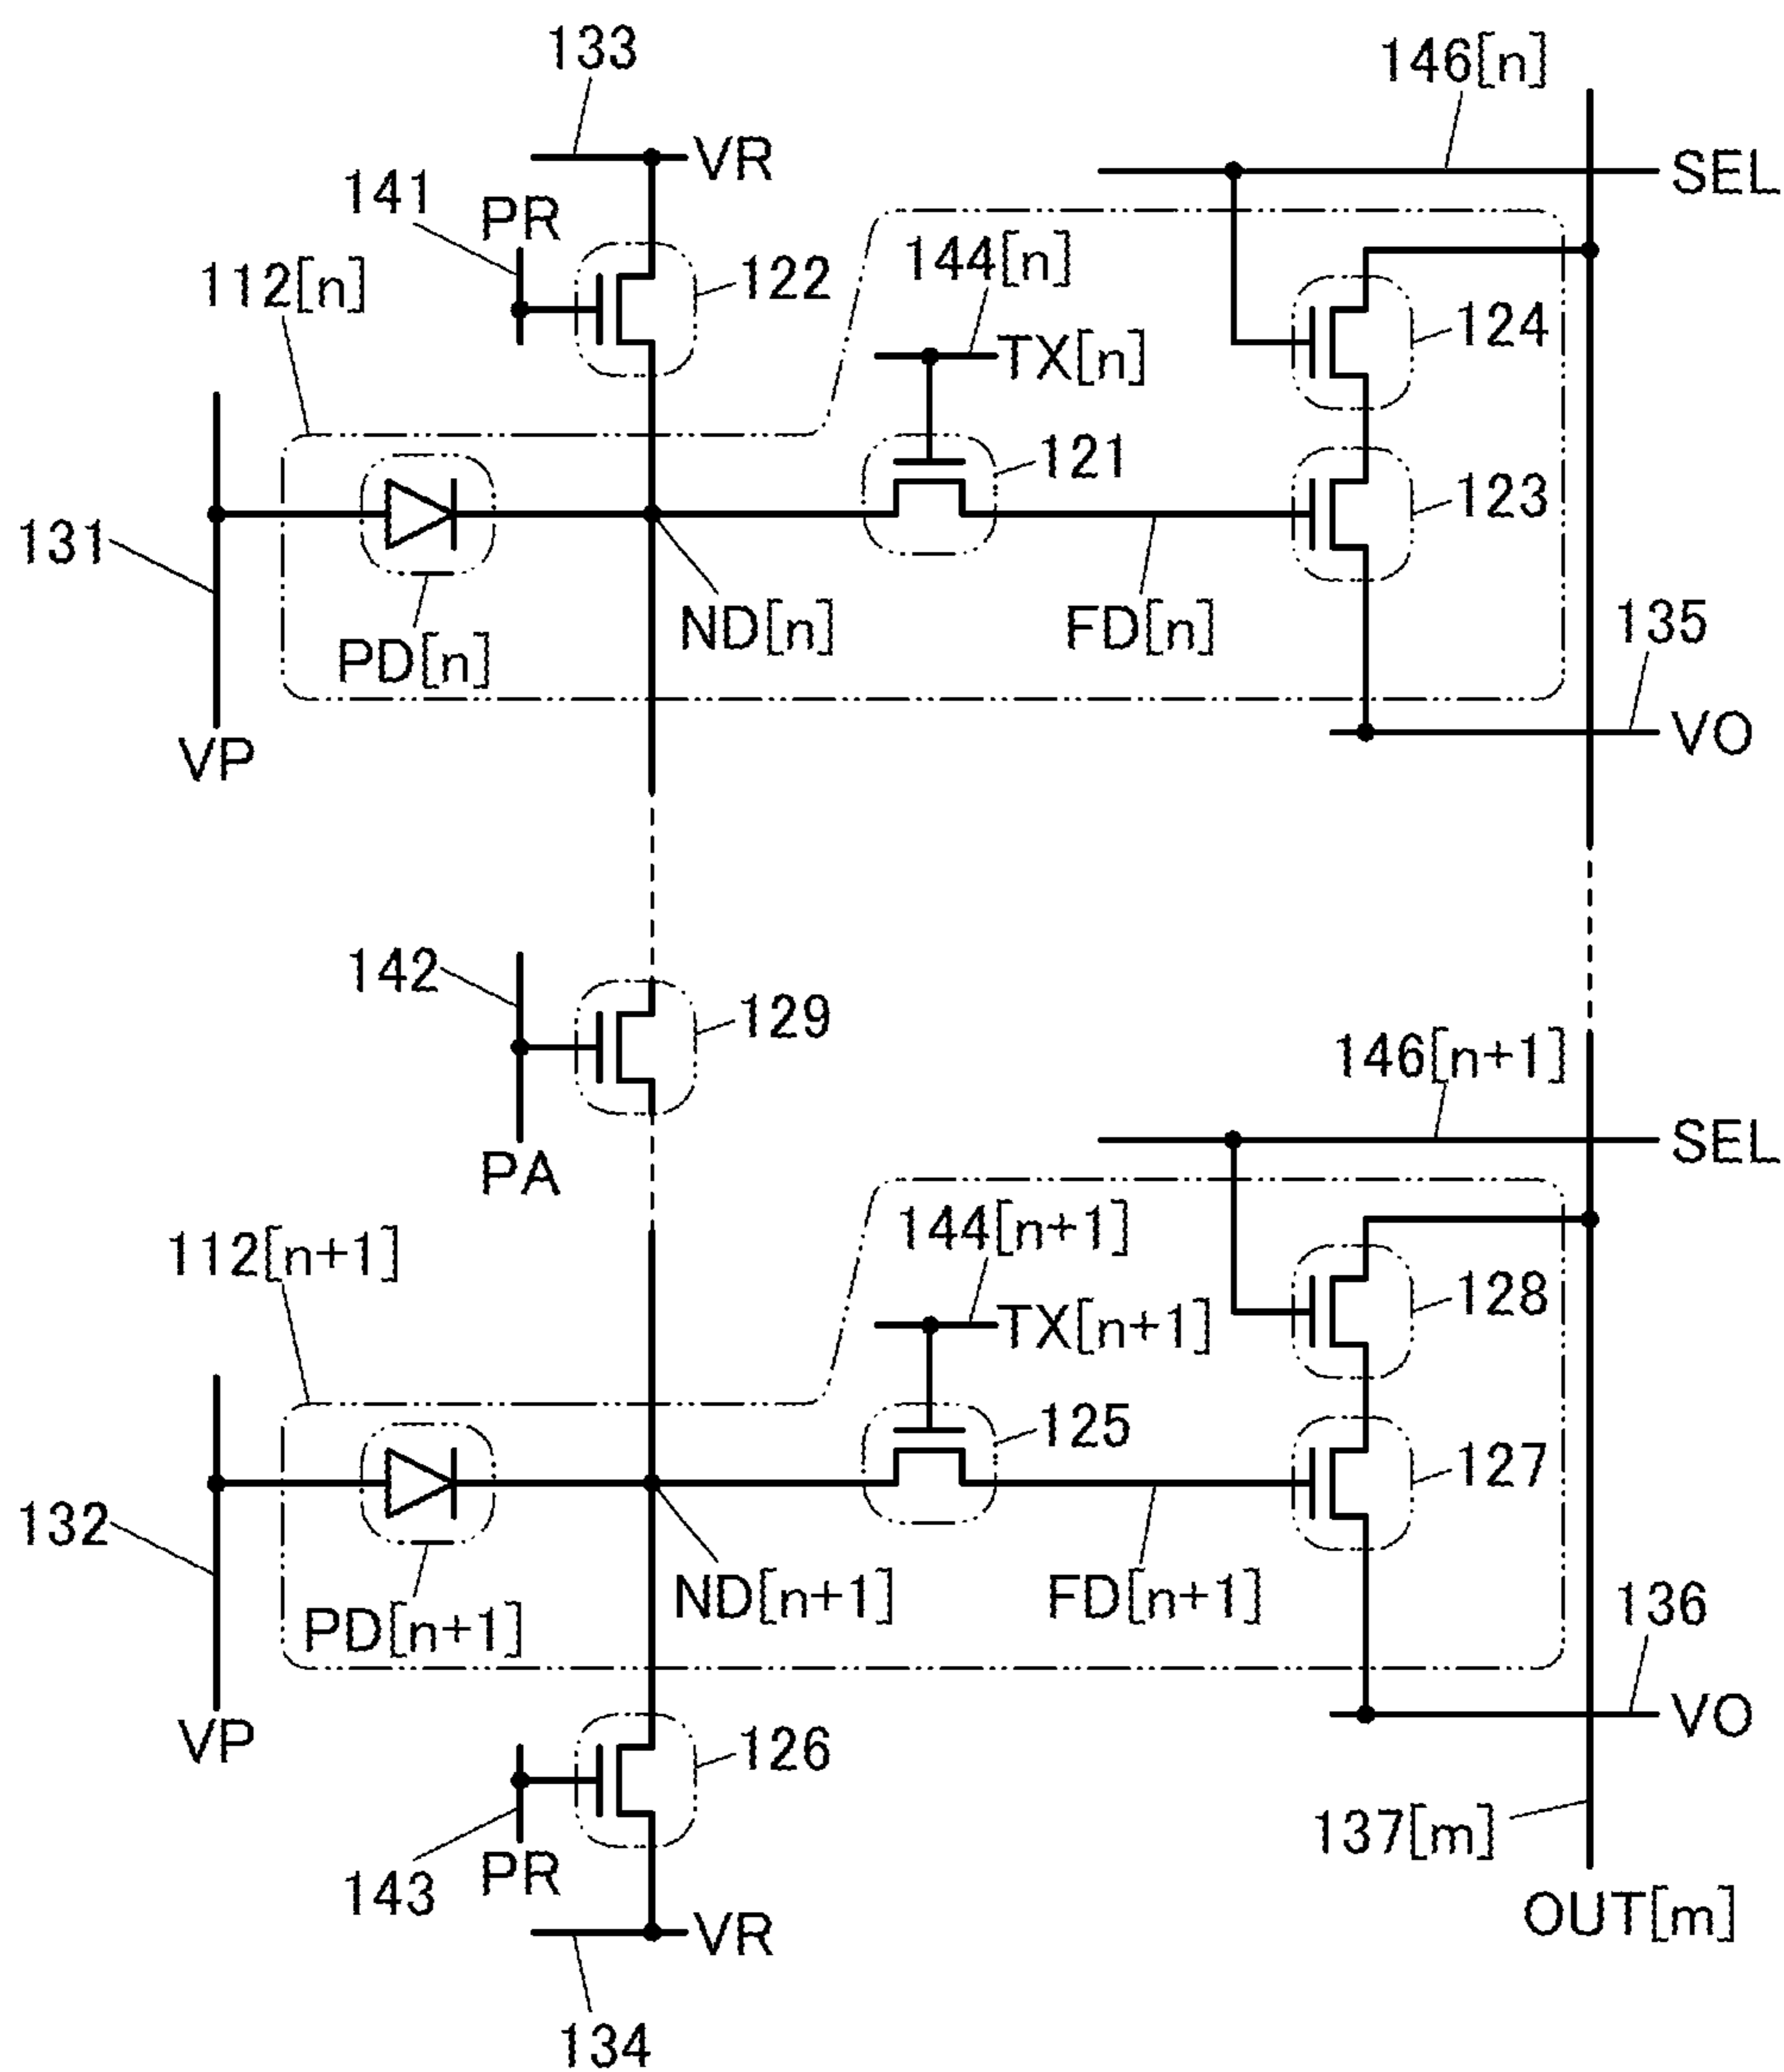 133
146[n]
VR
SEL
141
PR
144[n]
112[n]
122
124
TX[n]
121
123
131
ND[n]
FD[n]
135
PD[n]
VO
VP
142
129
146[n+1]
SEL
PA
144[n+1]
112[n+1]
128
TX[n+1]
125
127
132
ND[n+1]
FD[n+1]
136
PD[n+1]
VO
VP
126
137[m]
143
PR
OUT[m]
VR
134